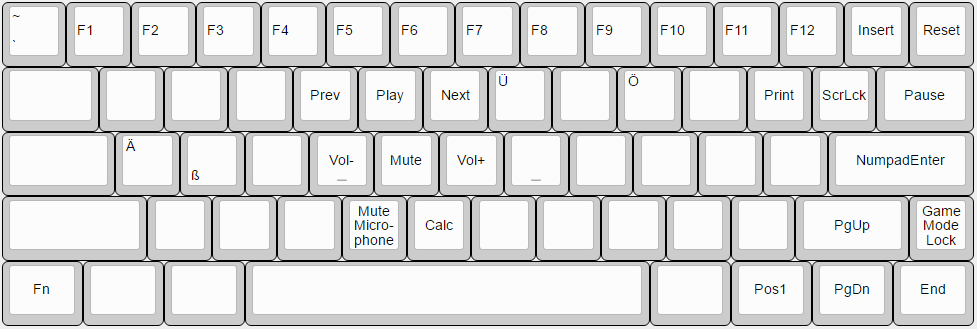 ~
`
F1
F2
F3
F4
F5
F6
F7
F8
F9
F10
F11
F12
Insert
Reset
Prev
Play
Next
Ü
Ö
Print
ScrLck
Pause
Ä
ß
Vol-
_
Mute
Vol+
_
NumpadEnter
Mute
Micro-
phone
Calc
PgUp
Game
Mode
Lock
Fn
Pos1
PgDn
End